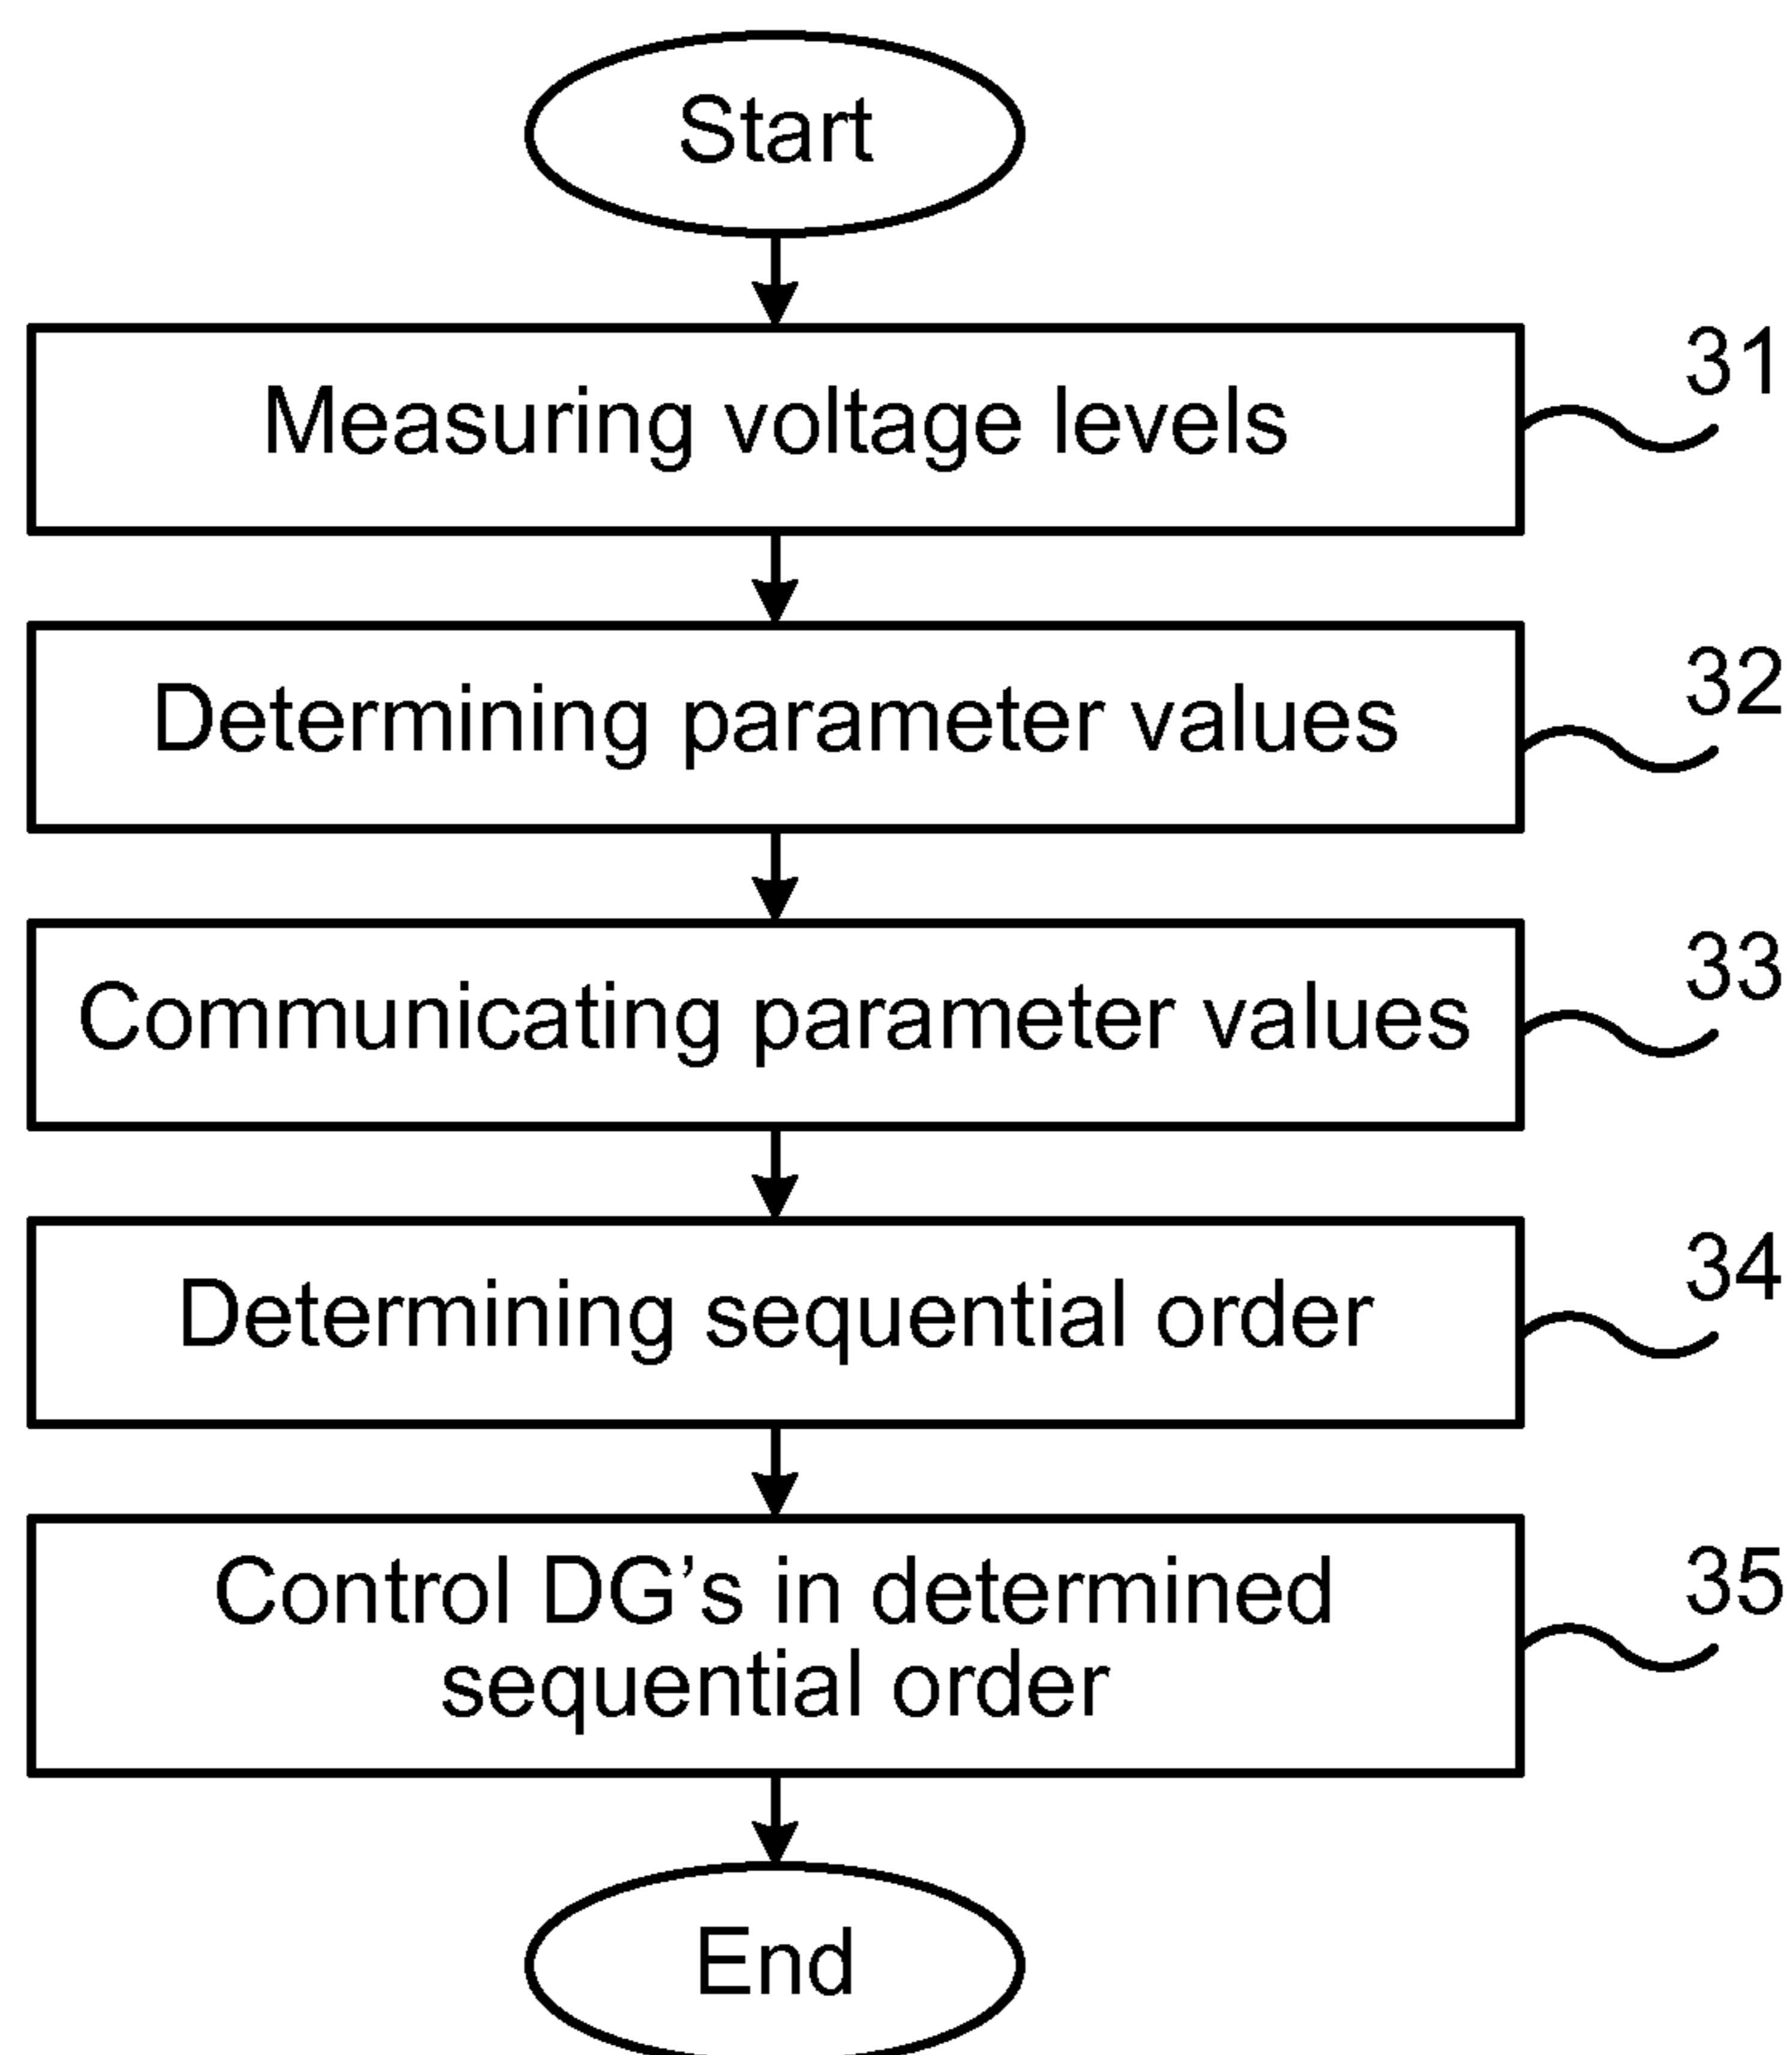 Start
Measuring voltage levels
31
Determining parameter values
32
Communicating parameter values
33
Determining sequential order
34
Control DG’s in determined
sequential order
35
End